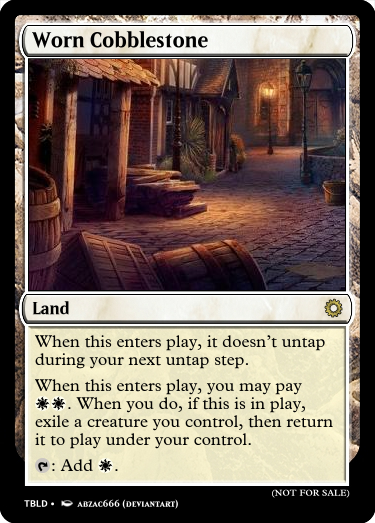 Worn Cobblestone
Land
When this enters play, it doesn't untap
during your next untap step.
When this enters play, you may pay
. When you do, if this is in play,
exile a creature you control, then return
it to play under your control.
: Add .
(NOT FOR SALE)
TBLD • ABZAC666 (DEVIANTART)